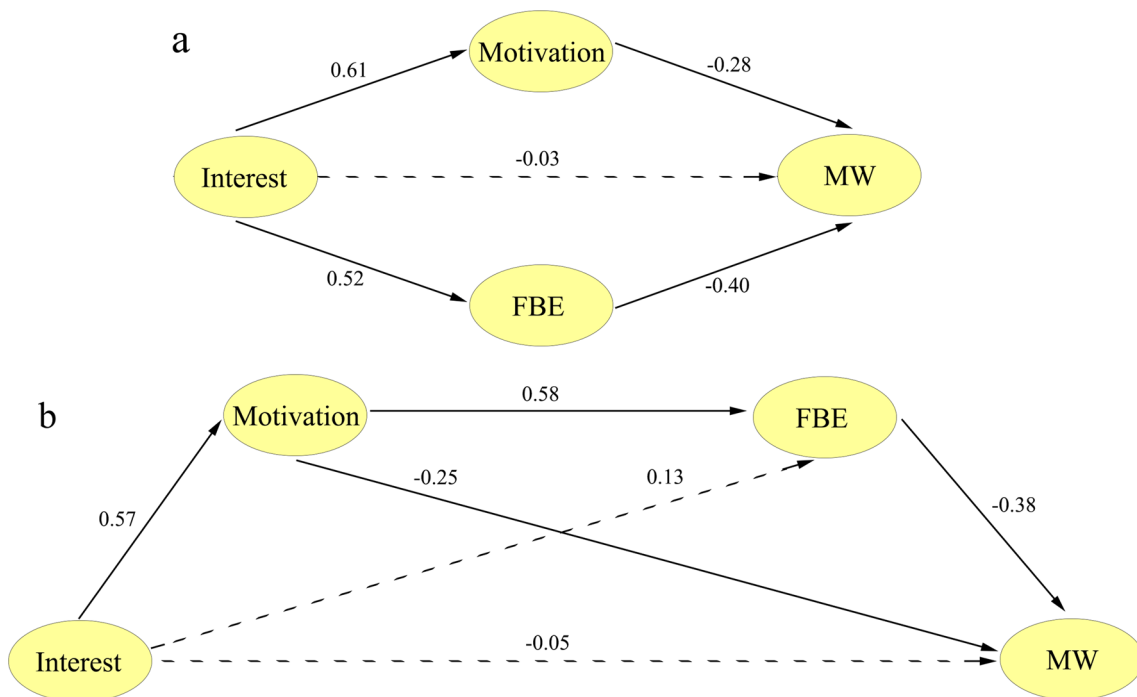 a
Motivation
0.61
-0.28
Interest
-0.03
MW
0.52
-0.40
FBE
b
Motivation
0.58
FBE
-0.25
0.13
0.57
-0.38
Interest
-0.05
MW